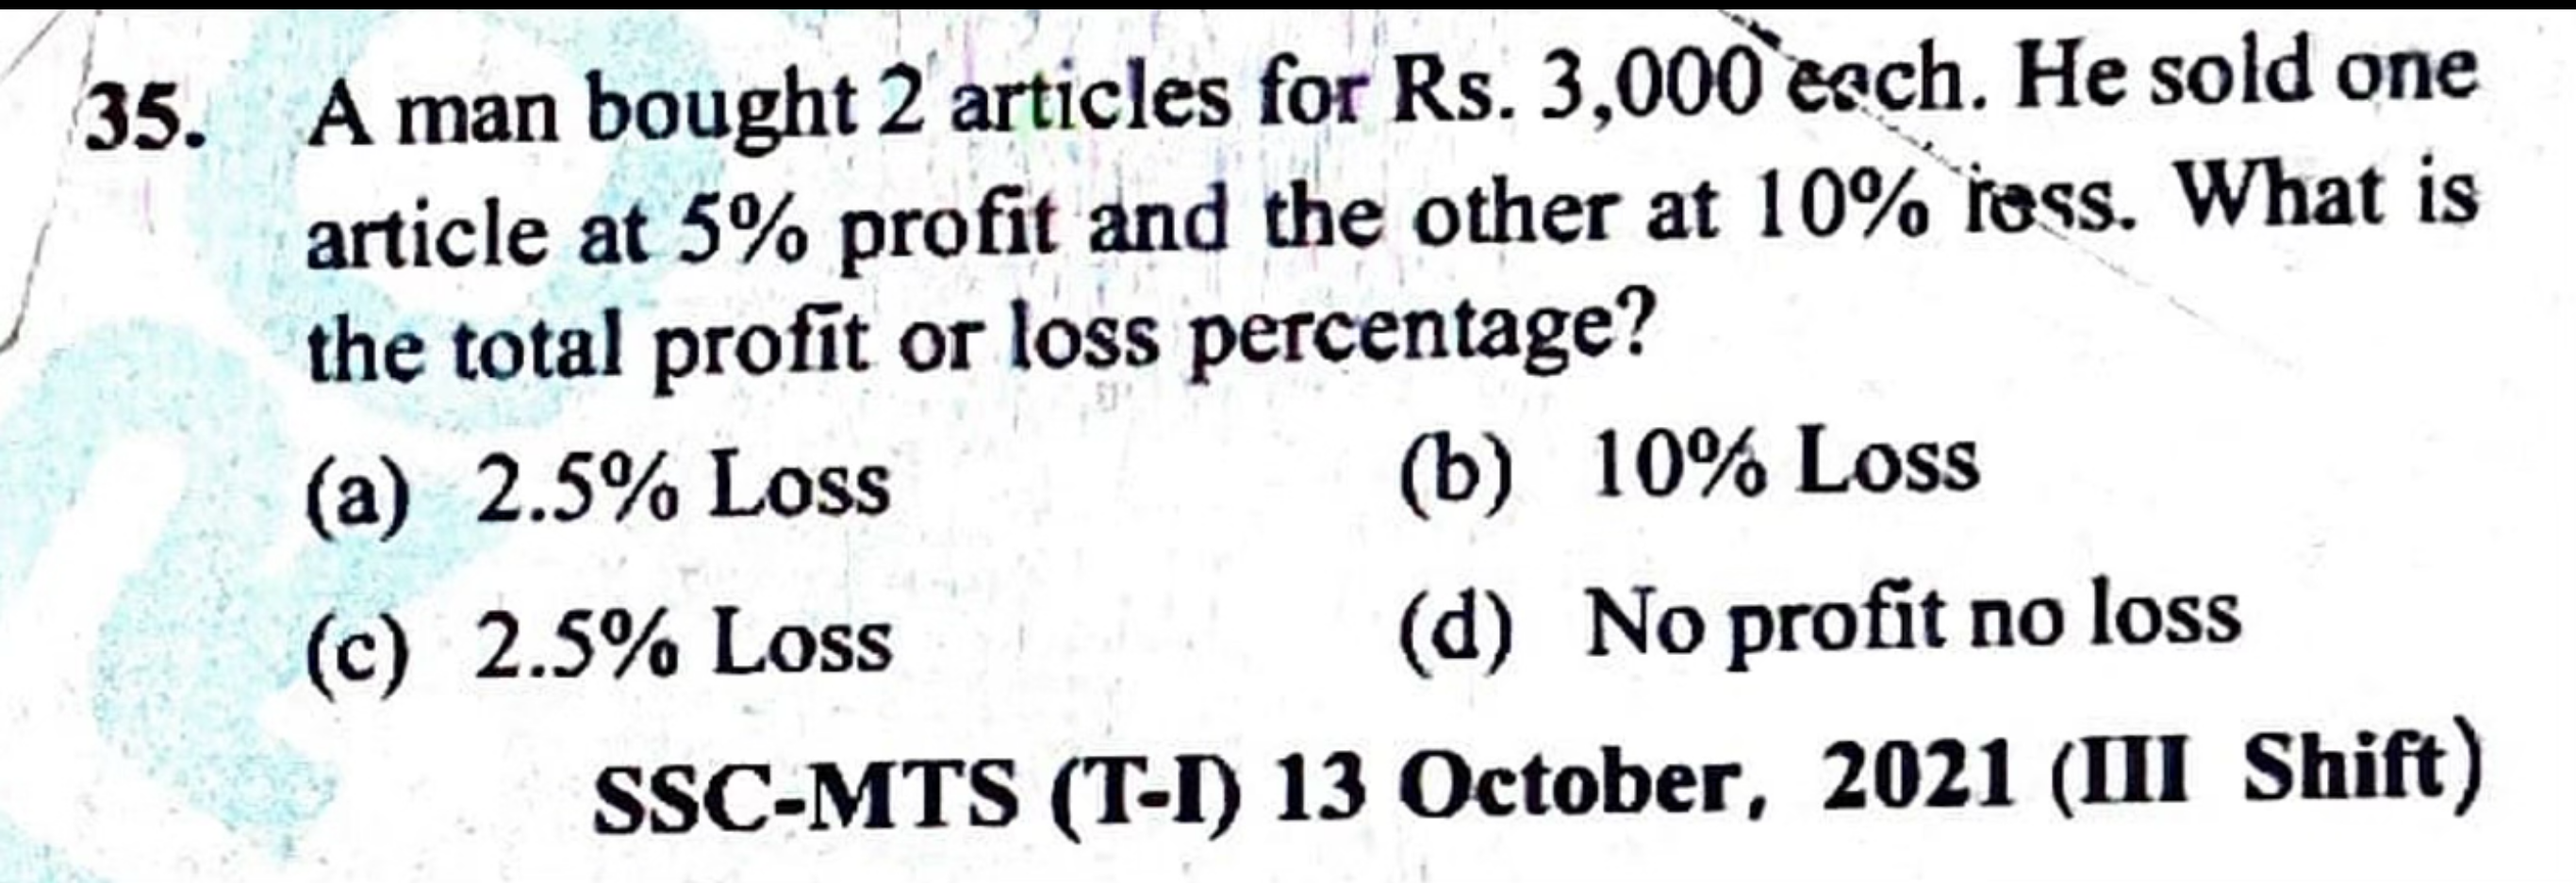 35. A man bought 2 articles for Rs. 3,000 each. He sold one
article at 5% profit and the other at 10% loss. What is
the total profit or loss percentage?
(a) 2.5% Loss (b) 10% Loss
(c) 2.5% Loss (d) No profit no loss
SSC-MTS (T-I) 13 October, 2021 (III Shift)